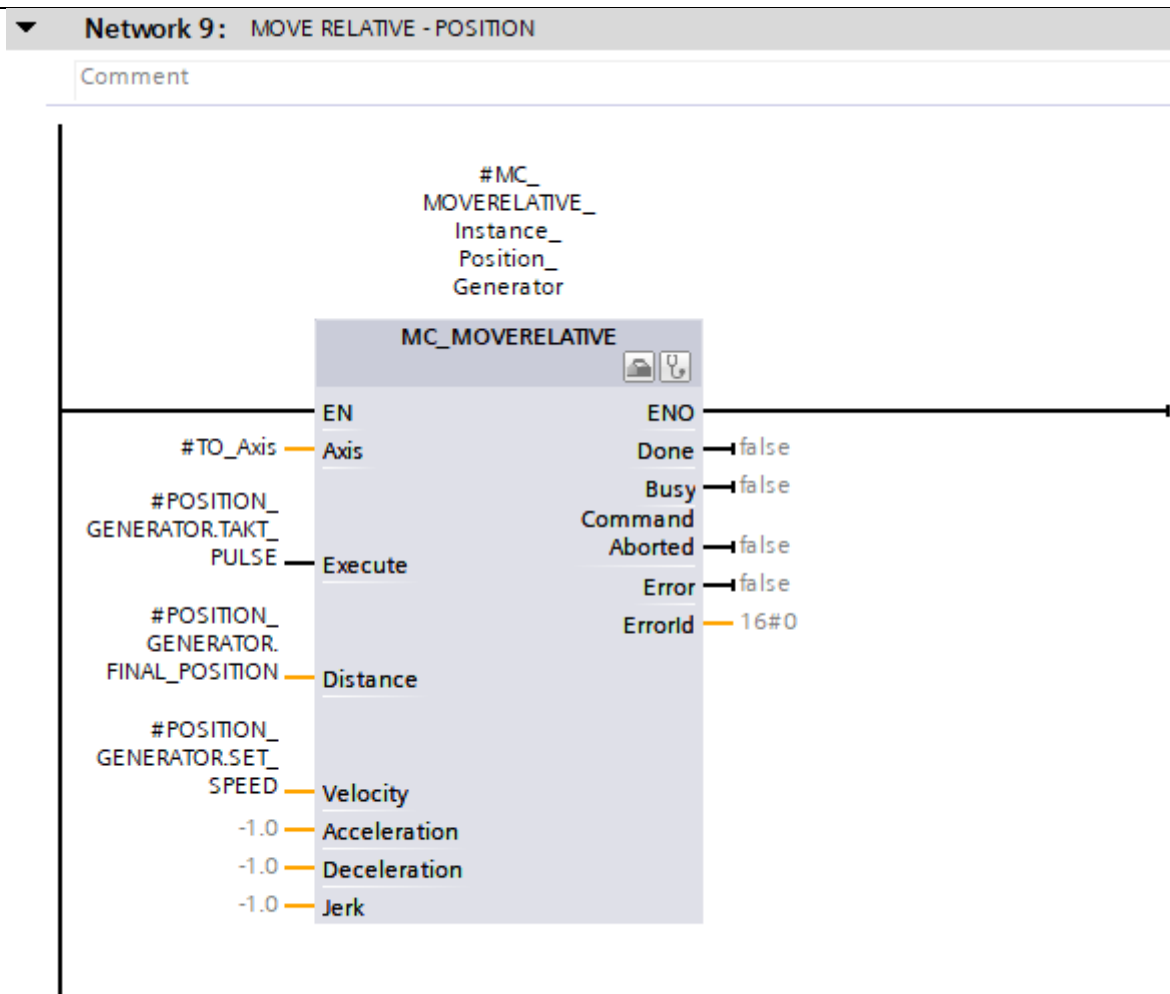 Network 9: MOVE RELATIVE - POSITION
Comment
#MC_
MOVERELATIVE_
Instance_
Position_
Generator
MC_MOVERELATIVE
EN
ENO
#TO_Axis
Axis
Done
false
Busy
false
#POSITION_
GENERATOR.TAKT_
PULSE
Execute
Command
Aborted
false
Error
false
ErrorId
16#0
#POSITION_
GENERATOR.
FINAL_POSITION
Distance
#POSITION_
GENERATOR.SET_
SPEED
Velocity
-1.0
Acceleration
-1.0
Deceleration
-1.0
Jerk